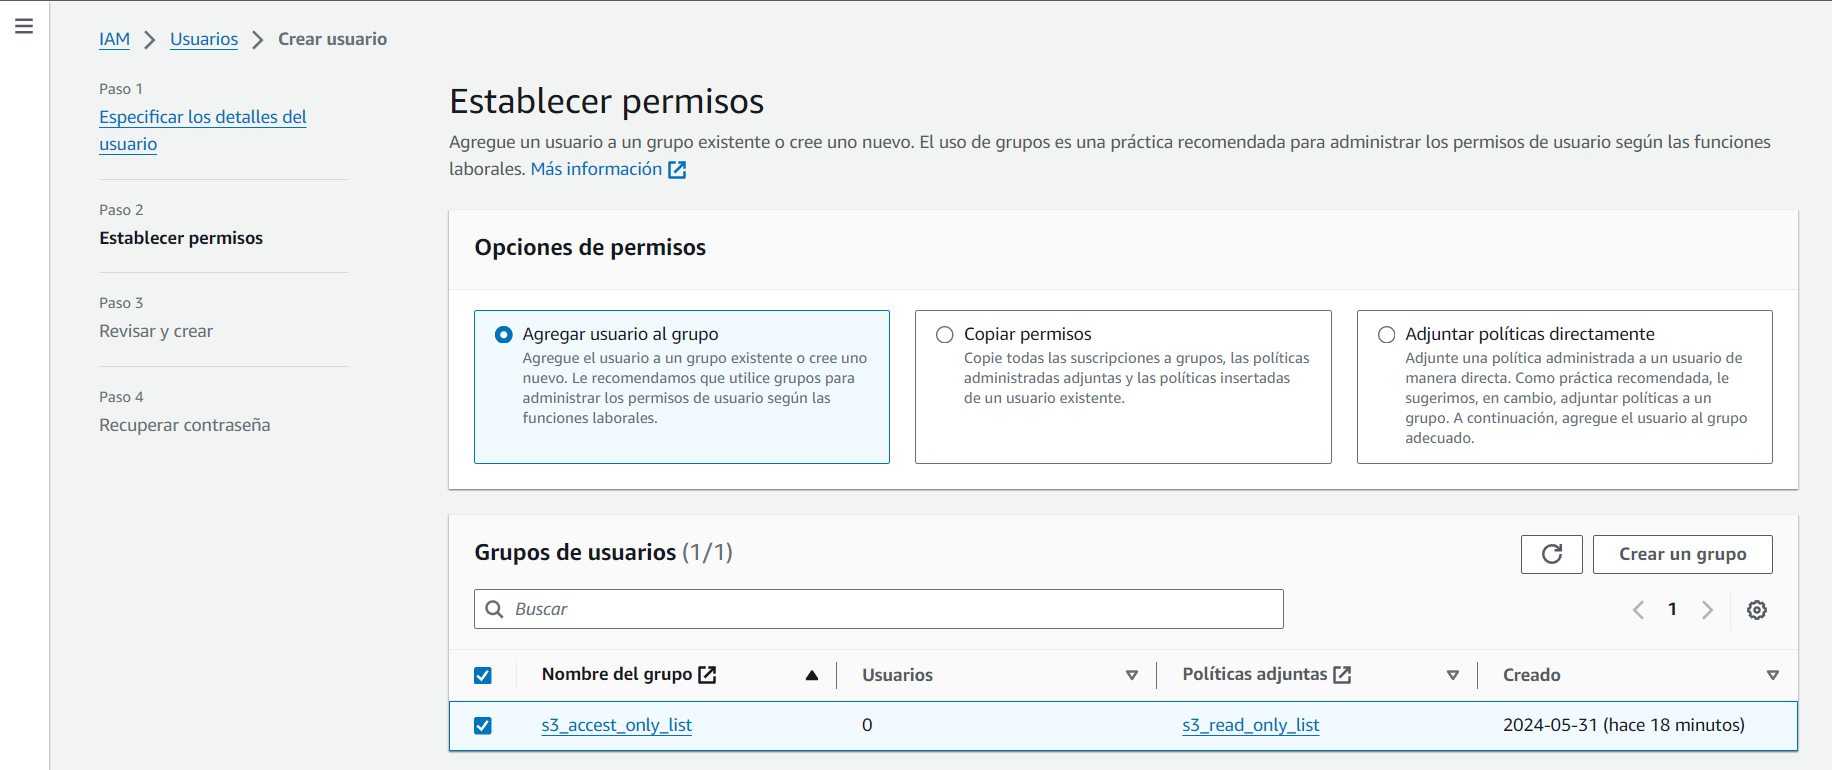 IAM > Usuarios > Crear usuario
Paso 1
Especificar los detalles del
usuario
Paso 2
Establecer permisos
Paso 3
Revisar y crear
Paso 4
Recuperar contraseña
Establecer permisos
Agregue un usuario a un grupo existente o cree uno nuevo. El uso de grupos es una práctica recomendada para administrar los permisos de usuario según las funciones
laborales. Más información
Opciones de permisos
Agregar usuario al grupo
Agregue el usuario a un grupo existente o cree uno
nuevo. Le recomendamos que utilice grupos para
administrar los permisos de usuario según las
funciones laborales.
Copiar permisos
Copie todas las suscripciones a grupos, las políticas
administradas adjuntas y las políticas insertadas
de un usuario existente.
Adjuntar políticas directamente
Adjunte una política administrada a un usuario de
manera directa. Como práctica recomendada, le
sugerimos, en cambio, adjuntar políticas a un
grupo. A continuación, agregue el usuario al grupo
adecuado.
Grupos de usuarios (1/1)
Crear un grupo
Buscar
1
Nombre del grupo Usuarios Políticas adjuntas Creado
s3_accest_only_list 0 s3_read_only_list 2024-05-31 (hace 18 minutos)